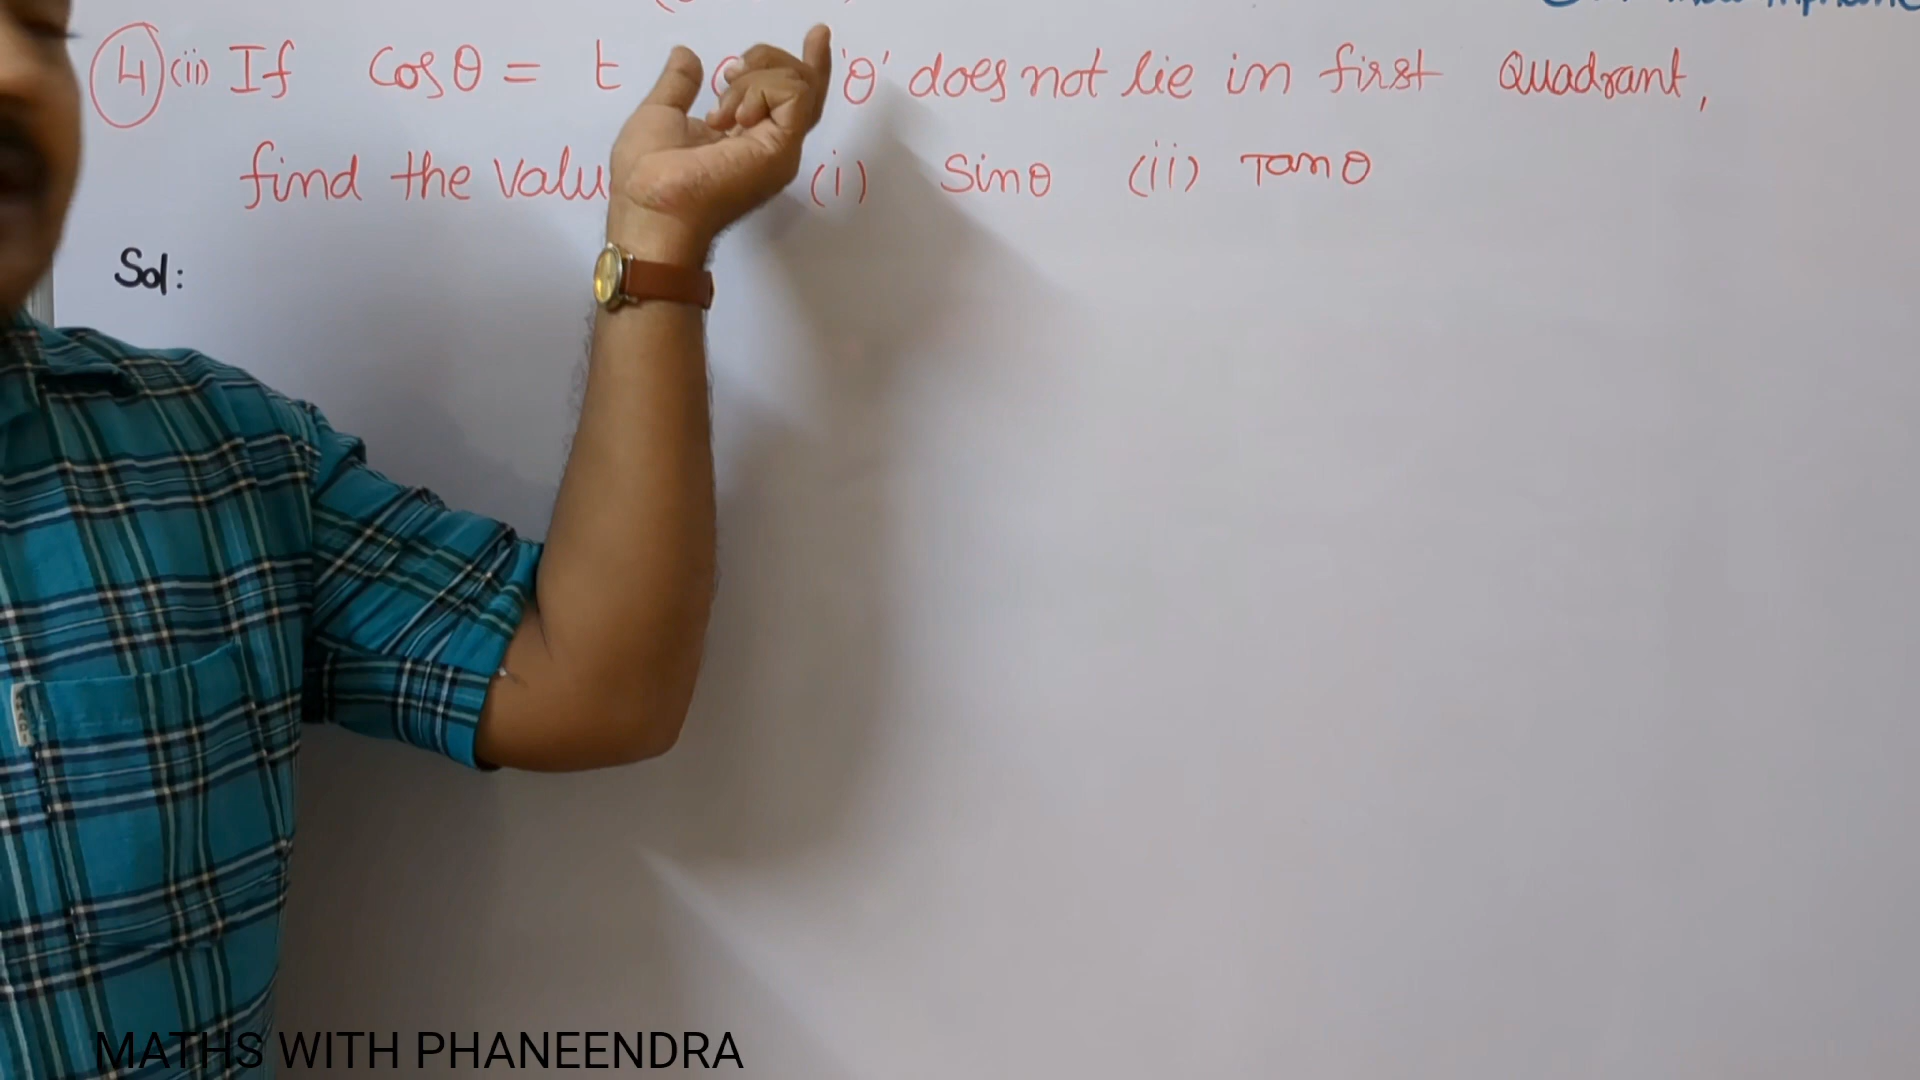 4 (ii) If Cosθ = t 'θ' does not lie in first Quadrant,
find the (i) Sinθ (ii) Tanθ
Sol:
MATHS WITH PHANEENDRA